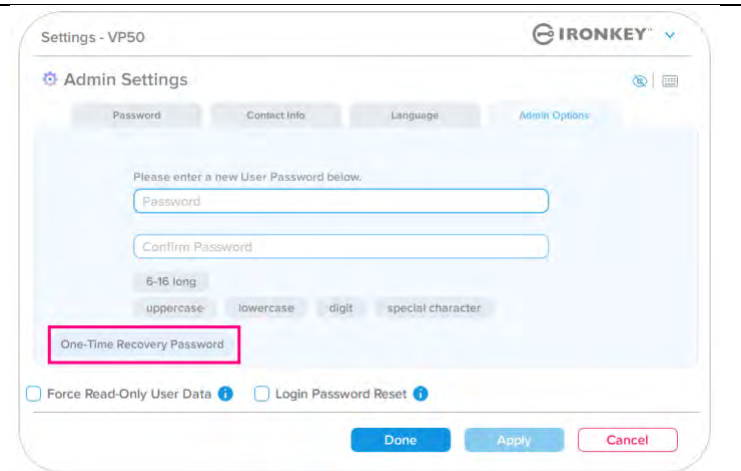 Settings - VP50
IRONKEY™
Admin Settings
Password Contact Info Language Admin Options
Please enter a new User Password below.
Password
Confirm Password
6-16 long
uppercase lowercase digit special character
One-Time Recovery Password
Force Read-Only User Data i Login Password Reset i
Done Apply Cancel